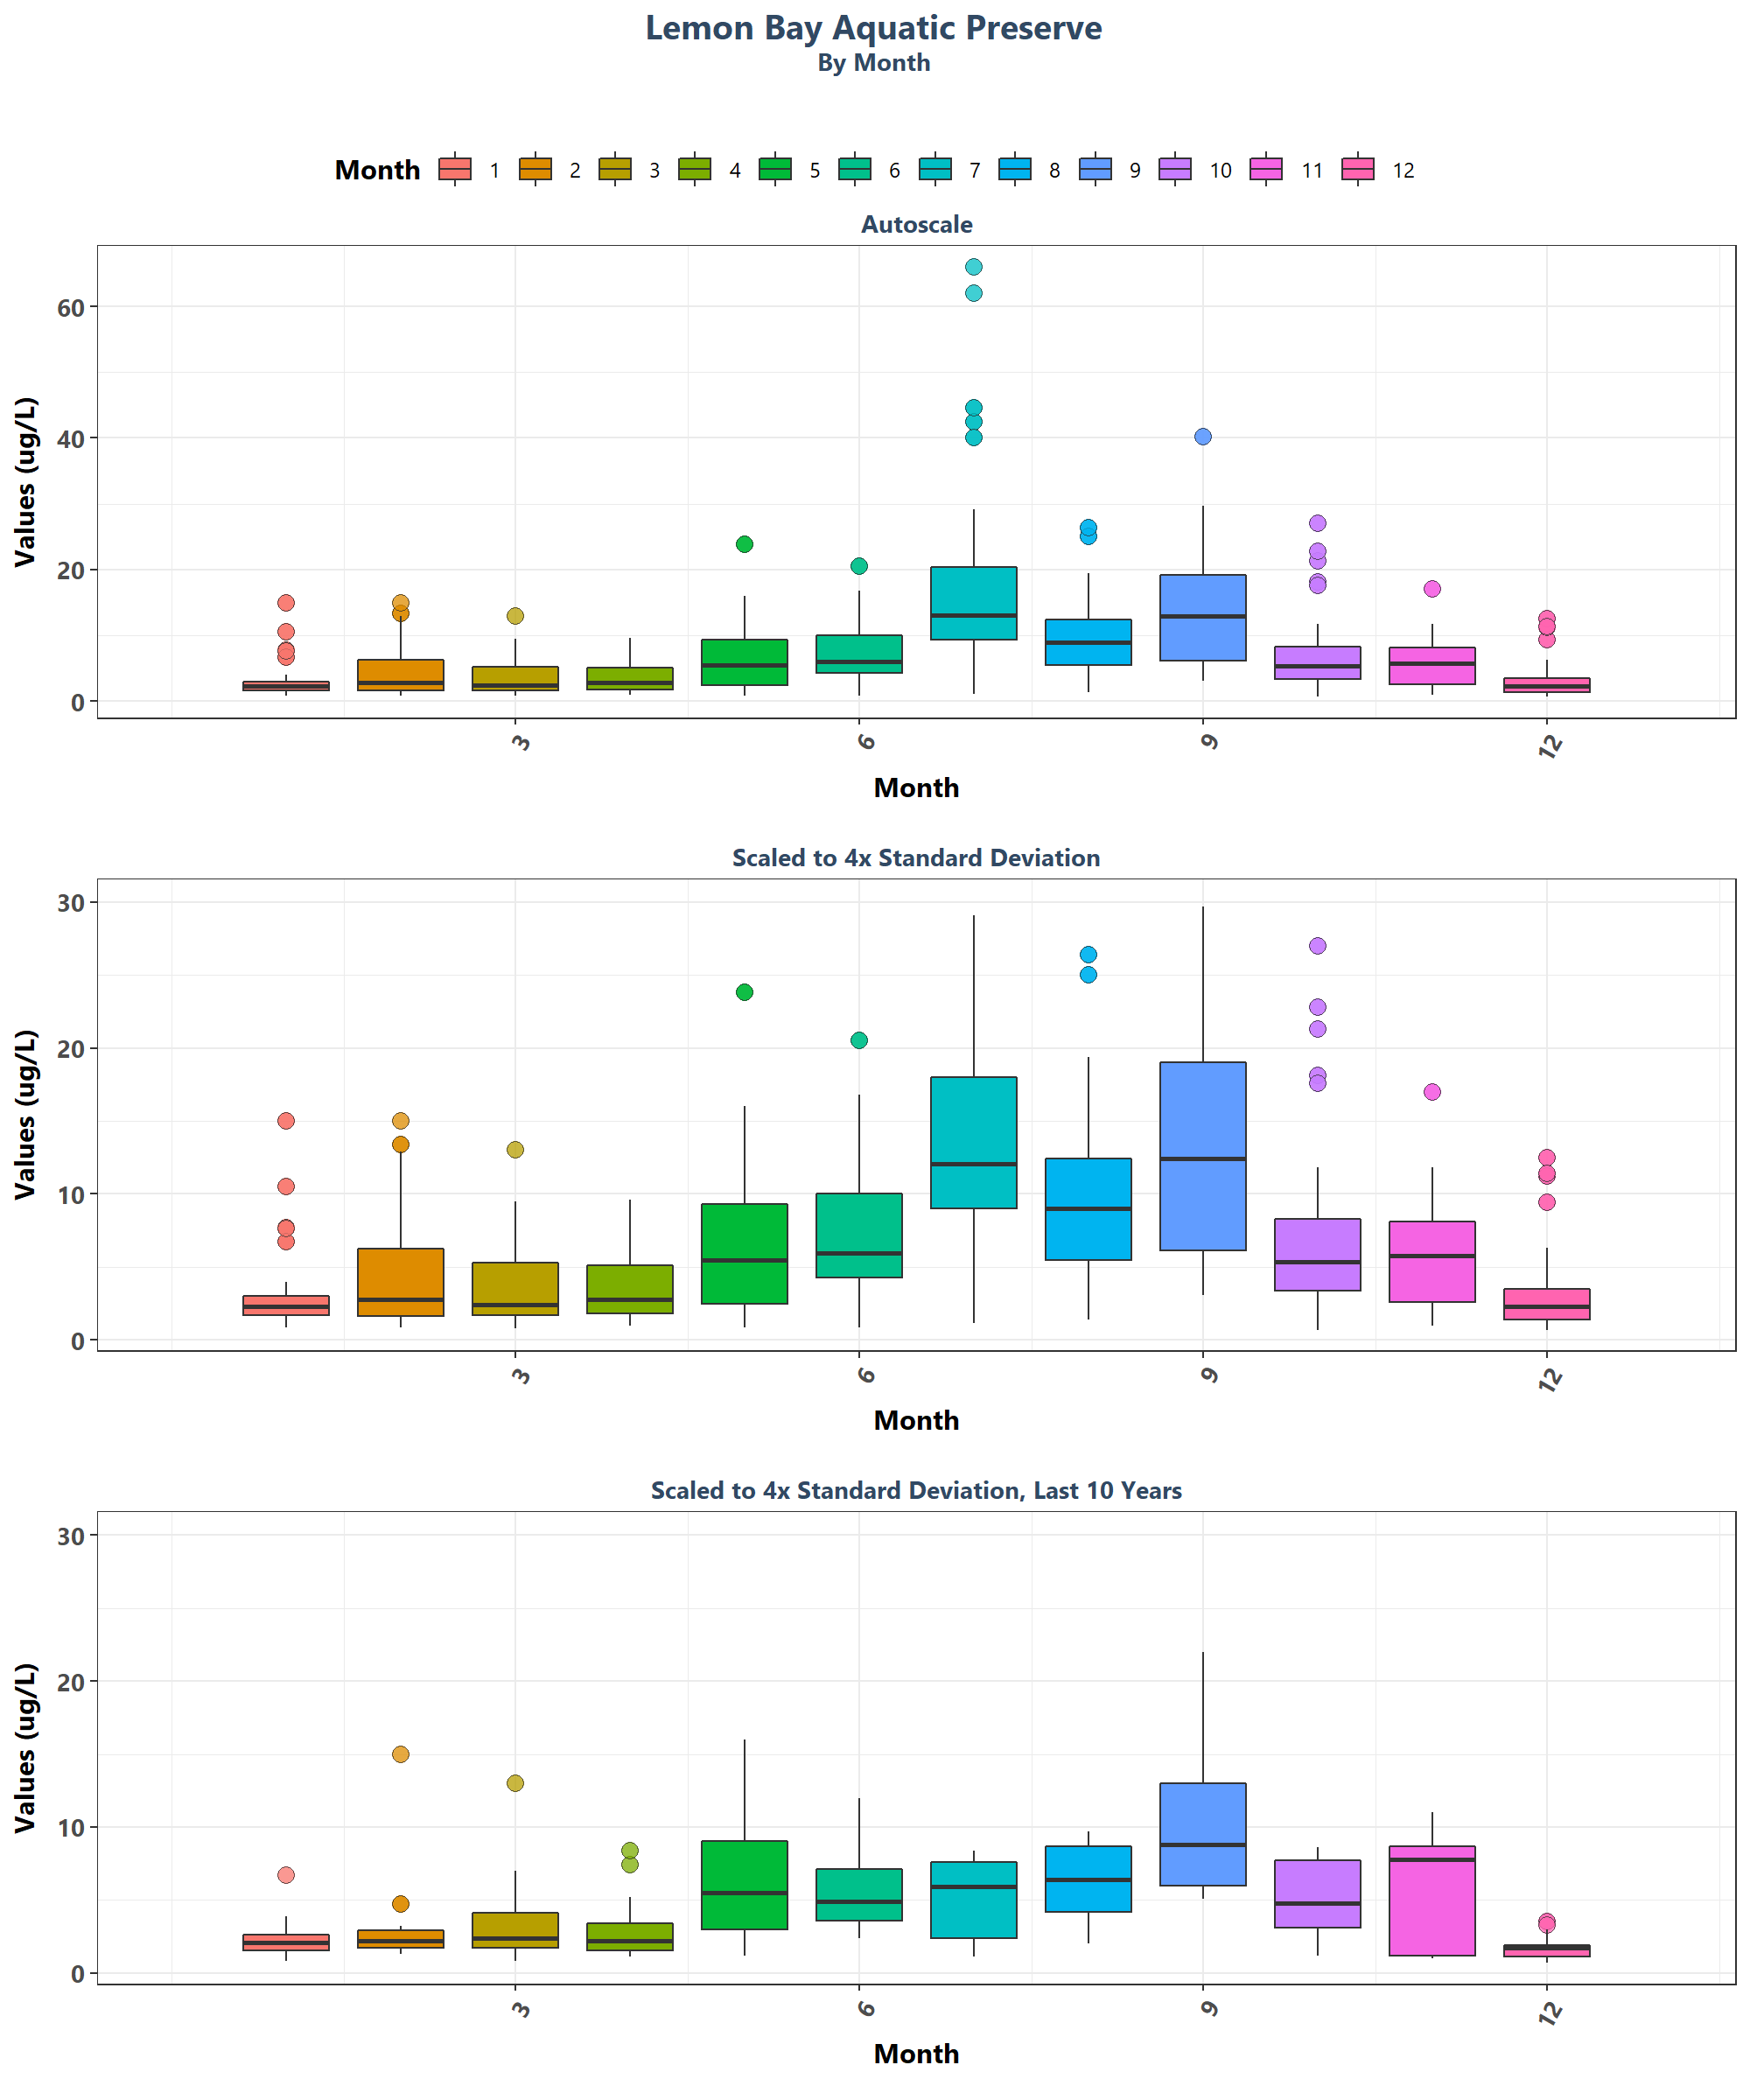 Lemon Bay Aquatic Preserve
By Month
Month 1 2 3 4 5 6 7 8 9 10 11 12
Autoscale
Values (ug/L)
60
40
20
0
3 6 9 12
Month
Scaled to 4x Standard Deviation
Values (ug/L)
30
20
10
0
3 6 9 12
Month
Scaled to 4x Standard Deviation, Last 10 Years
Values (ug/L)
30
20
10
0
3 6 9 12
Month